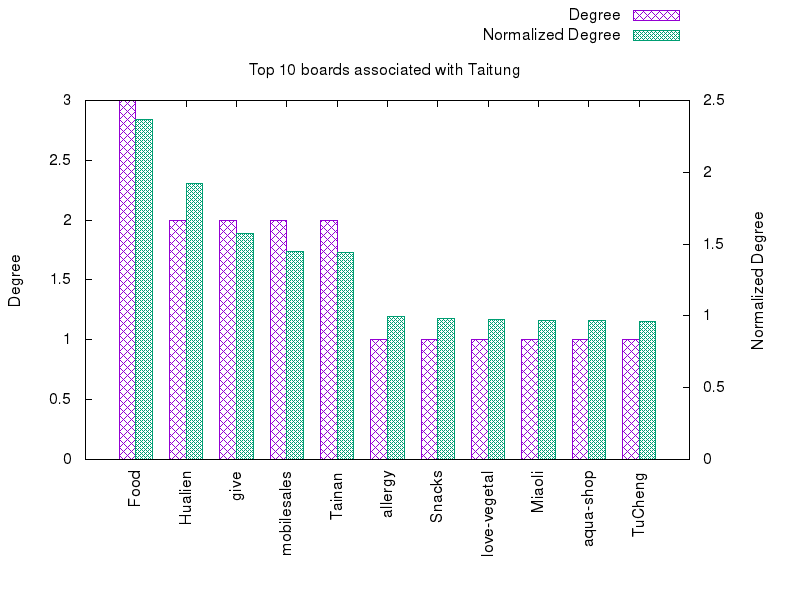 Degree
Normalized Degree
Top 10 boards associated with Taitung
3
2.5
2
1.5
1
0.5
0
Degree
2.5
2
1.5
1
0.5
0
Normalized Degree
Food
Hualien
give
mobilesales
Tainan
allergy
Snacks
love-vegetal
Miaoli
aqua-shop
TuCheng